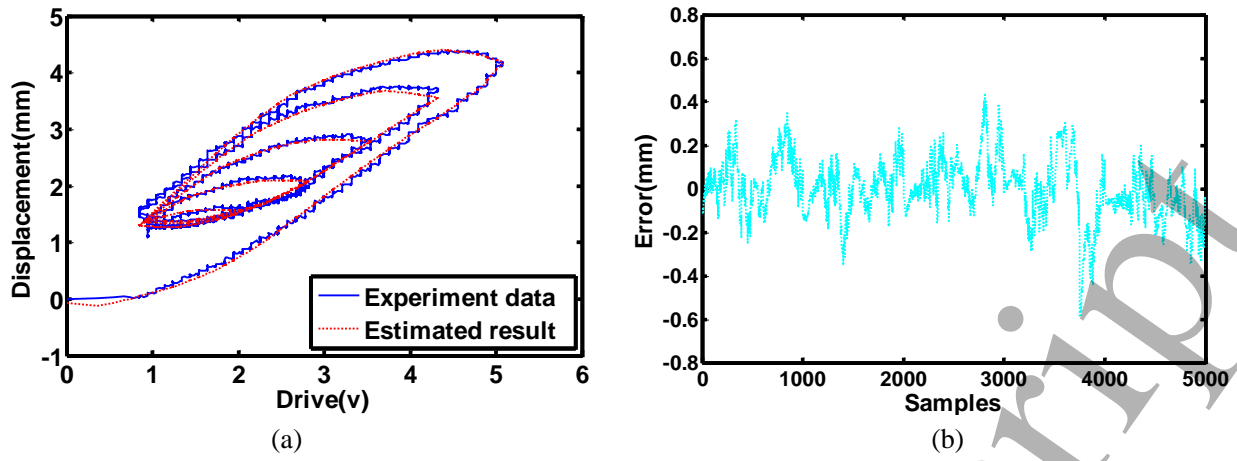 5
4
3
2
1
0
-1
0 1 2 3 4 5 6
Displacement(mm)
Drive(v)
Experiment data
Estimated result
(a)
0.8
0.6
0.4
0.2
0
-0.2
-0.4
-0.6
-0.8
0 1000 2000 3000 4000 5000
Error(mm)
Samples
(b)
ript